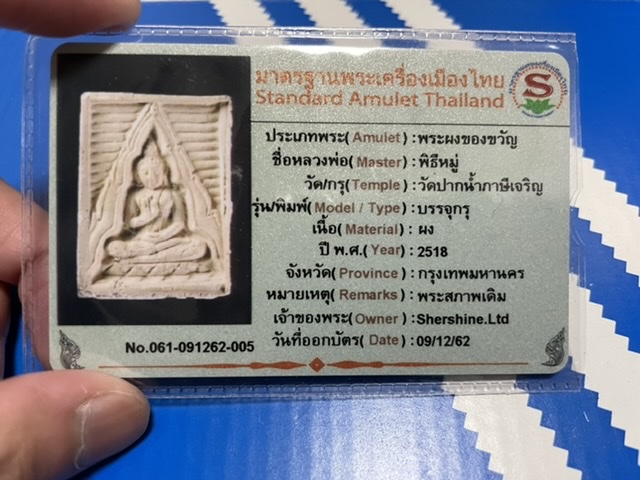 มาตรฐานพระเครื่องเมืองไทย
Standard Amulet Thailand
S
ประเภทพระ( Amulet ) : พระผงของขวัญ
ชื่อหลวงพ่อ( Master) : พิธีหมู่
วัด/กรุ(Temple) : วัดปากน้ำภาษีเจริญ
รุ่น/พิมพ์( Model / Type) : บรรจุกรุ
เนื้อ( Material) : ผง
ปี พ.ศ.( Year) : 2518
จังหวัด( Province ) : กรุงเทพมหานคร
หมายเหตุ( Remarks ) : พระสภาพเดิม
เจ้าของพระ( Owner ) :Shershine.Ltd
วันที่ออกบัตร( Date ) : 09/12/62
No.061-091262-005